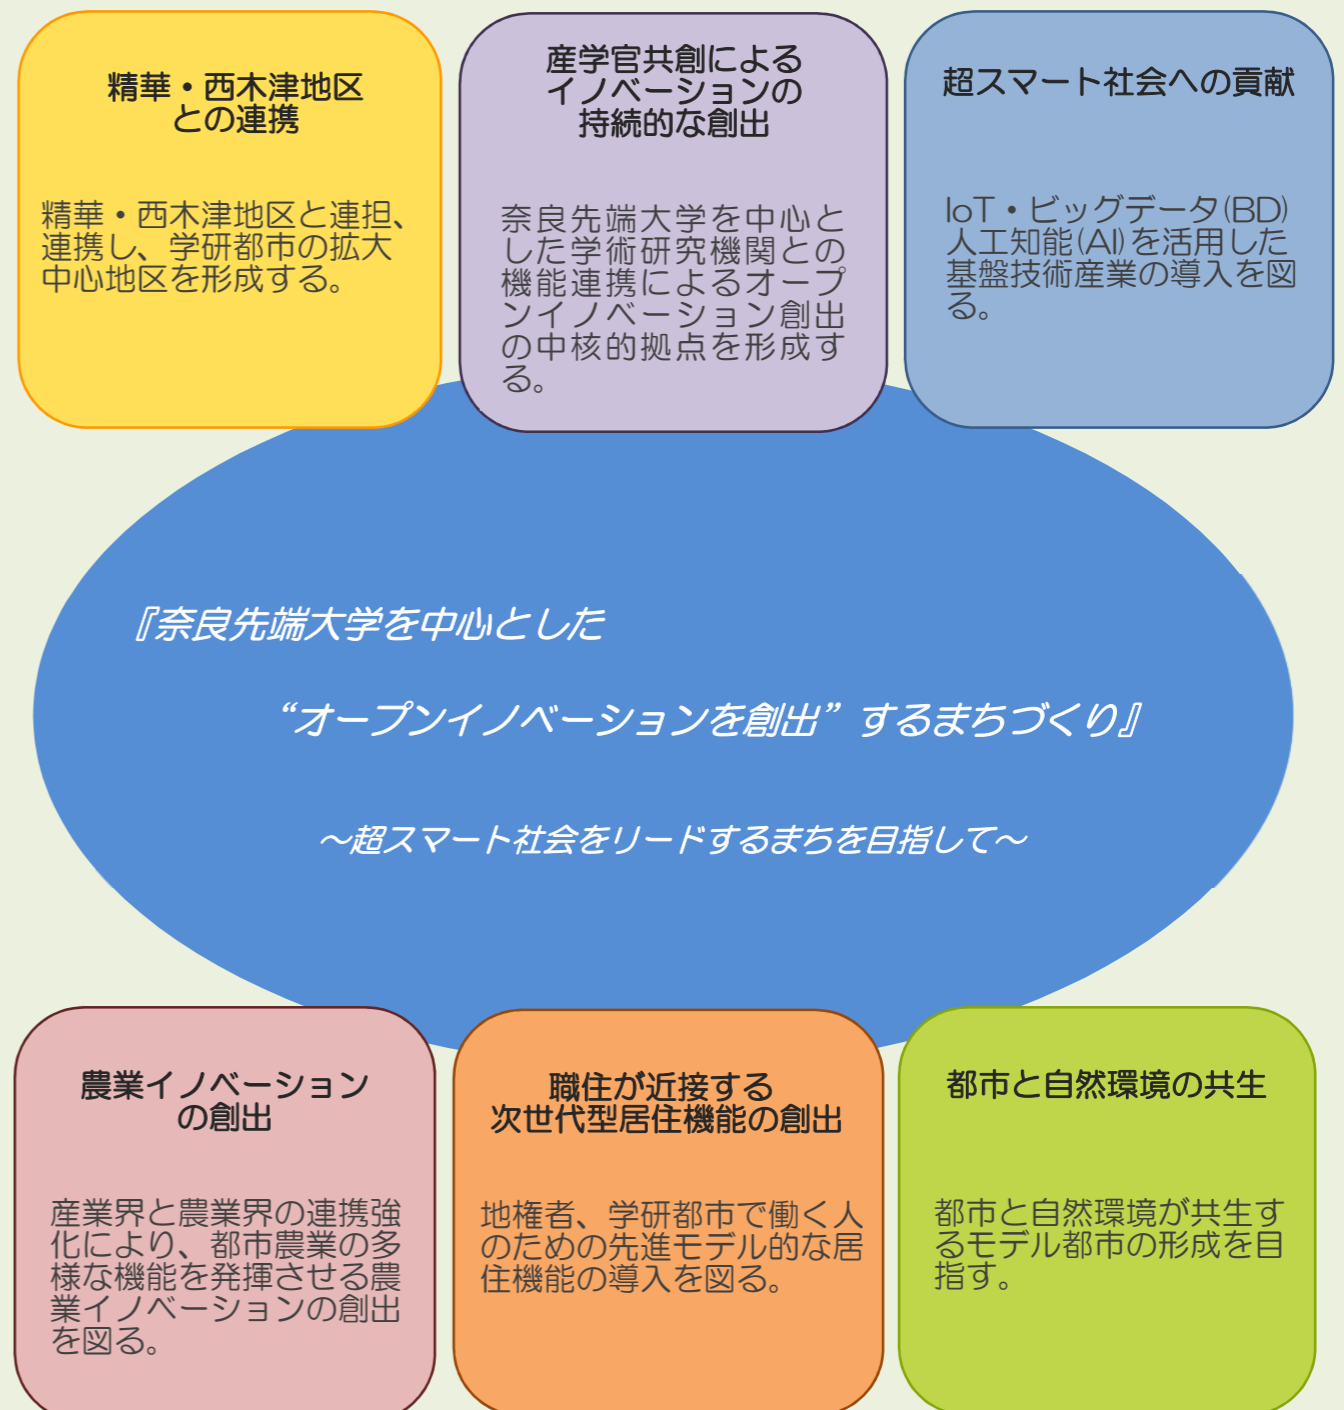 精華・西木津地区
との連携
精華・西木津地区と連担、
連携し、学研都市の拡大
中心地区を形成する。
産学官共創による
イノベーションの
持続的な創出
奈良先端大学を中心と
した学術研究機関との
機能連携によるオープ
ンイノベーション創出
の中核的拠点を形成す
る。
超スマート社会への貢献
IoT・ビッグデータ(BD)
人工知能(AI)を活用した
基盤技術産業の導入を図
る。
『奈良先端大学を中心とした
“オープンイノベーションを創出”するまちづくり』
～超スマート社会をリードするまちを目指して～
農業イノベーション
の創出
産業界と農業界の連携強
化により、都市農業の多
様な機能を発揮させる農
業イノベーションの創出
を図る。
職住が近接する
次世代型居住機能の創出
地権者、学研都市で働く人
のための先進モデル的な居
住機能の導入を図る。
都市と自然環境の共生
都市と自然環境が共生す
るモデル都市の形成を目
指す。